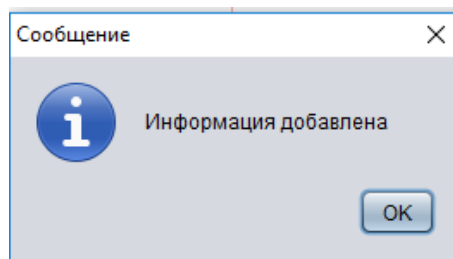 Сообщение
Информация добавлена
OK